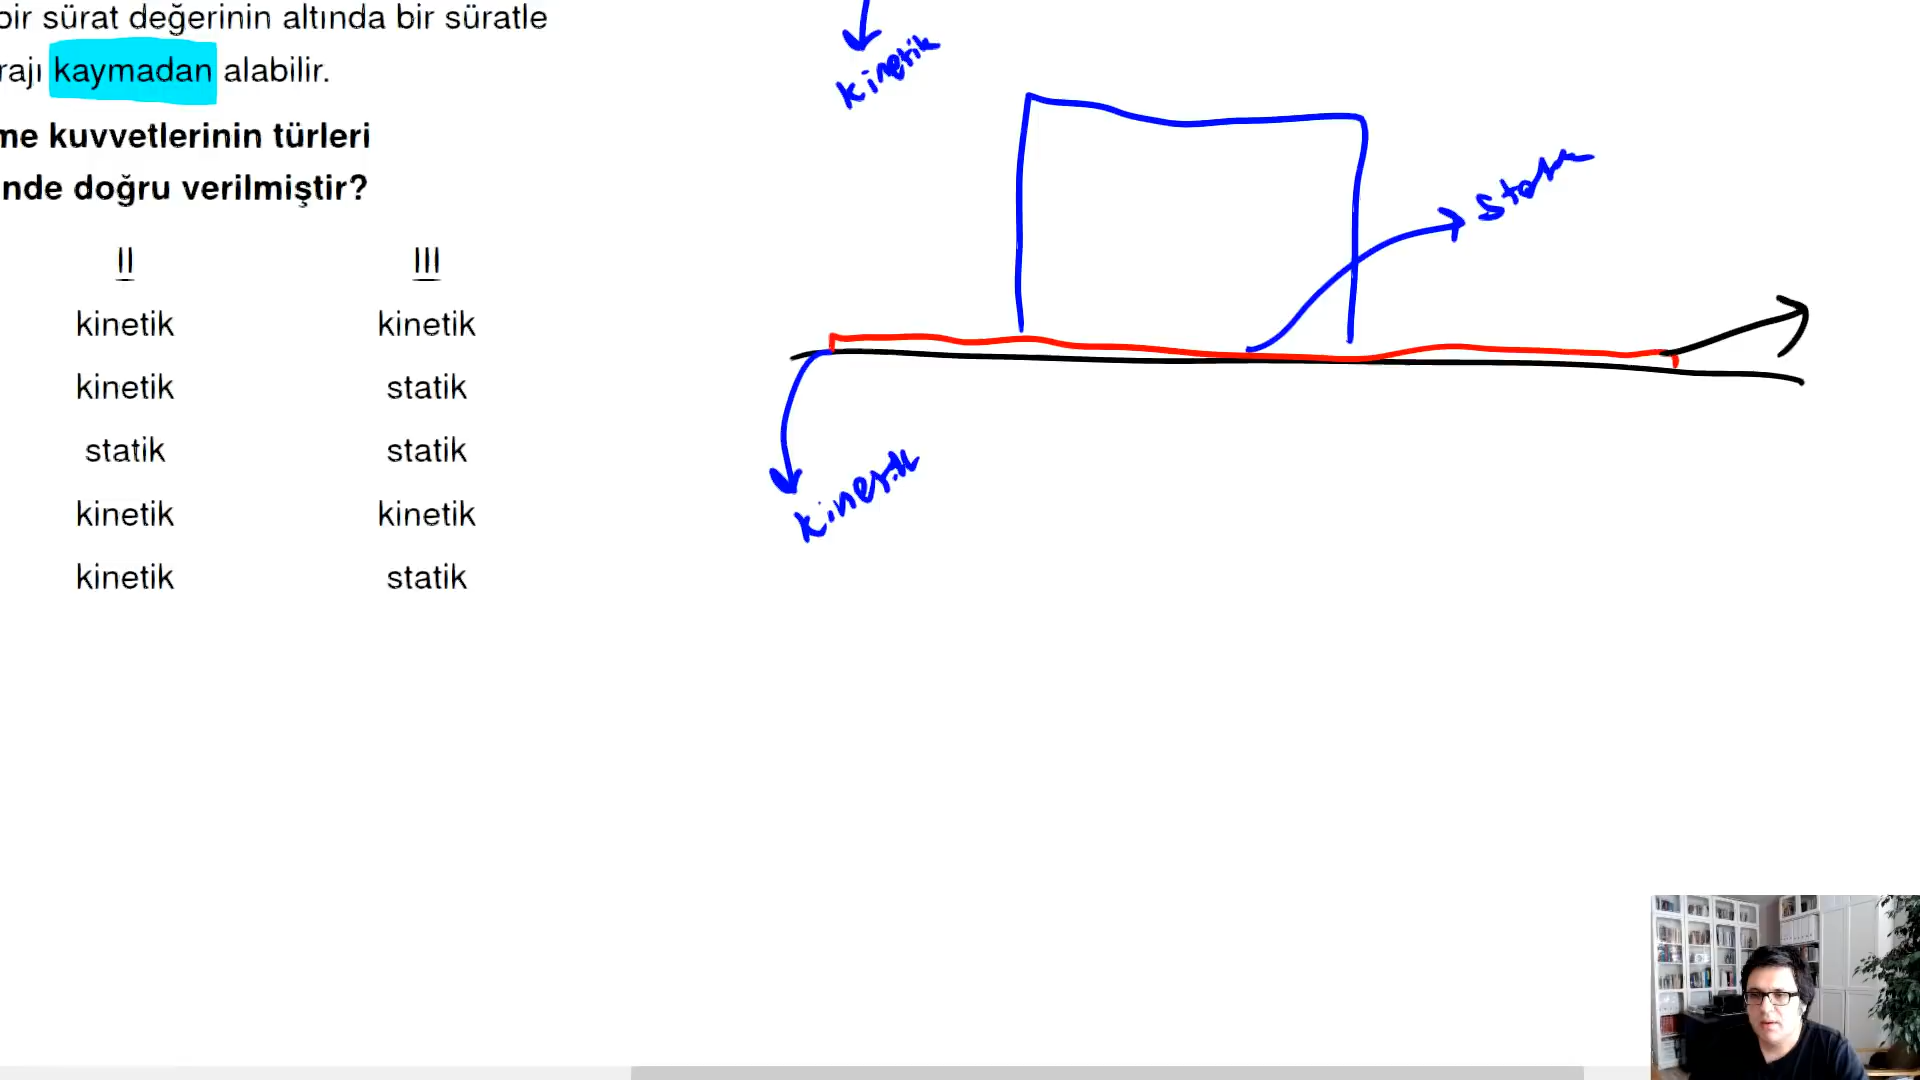 bir sürat değerinin altında bir süratle
rajı kaymadan alabilir.
me kuvvetlerinin türleri
nde doğru verilmiştir?
II III
kinetik kinetik
kinetik statik
statik statik
kinetik kinetik
kinetik statik
kinetik
kinetik